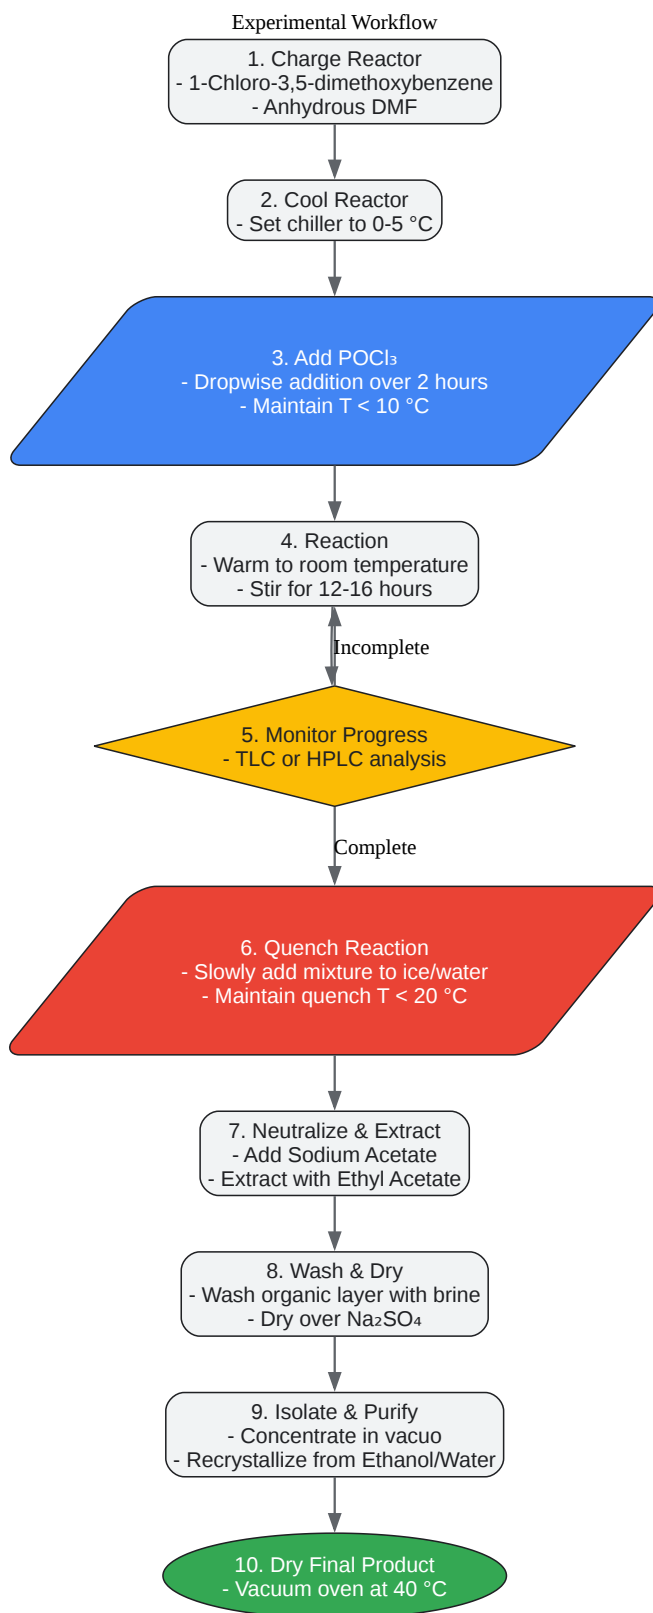 Experimental Workflow
1. Charge Reactor
- 1-Chloro-3,5-dimethoxybenzene
- Anhydrous DMF
2. Cool Reactor
- Set chiller to 0-5 °C
3. Add POCl₃
- Dropwise addition over 2 hours
- Maintain T < 10 °C
4. Reaction
- Warm to room temperature
- Stir for 12-16 hours
Incomplete
5. Monitor Progress
- TLC or HPLC analysis
Complete
6. Quench Reaction
- Slowly add mixture to ice/water
- Maintain quench T < 20 °C
7. Neutralize & Extract
- Add Sodium Acetate
- Extract with Ethyl Acetate
8. Wash & Dry
- Wash organic layer with brine
- Dry over Na₂SO₄
9. Isolate & Purify
- Concentrate in vacuo
- Recrystallize from Ethanol/Water
10. Dry Final Product
- Vacuum oven at 40 °C